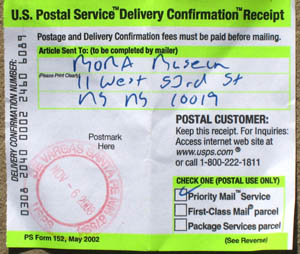 U.S. Postal Service™ Delivery Confirmation™ Receipt
Postage and Delivery Confirmation fees must be paid before mailing.
Article Sent To: (to be completed by mailer)
MOMA Museum
(Please Print Clearly)
11 West 53rd St
NY NY 10019
DELIVERY CONFIRMATION NUMBER:
0308 2040 0002 2460 6089
Postmark
Here
POSTAL CUSTOMER:
Keep this receipt. For Inquiries:
Access internet web site at
www.usps.com®
or call 1-800-222-1811
CHECK ONE (POSTAL USE ONLY)
Priority Mail™ Service
First-Class Mail® parcel
Package Services parcel
PS Form 152, May 2002
(See Reverse)
NOV - 6 2006